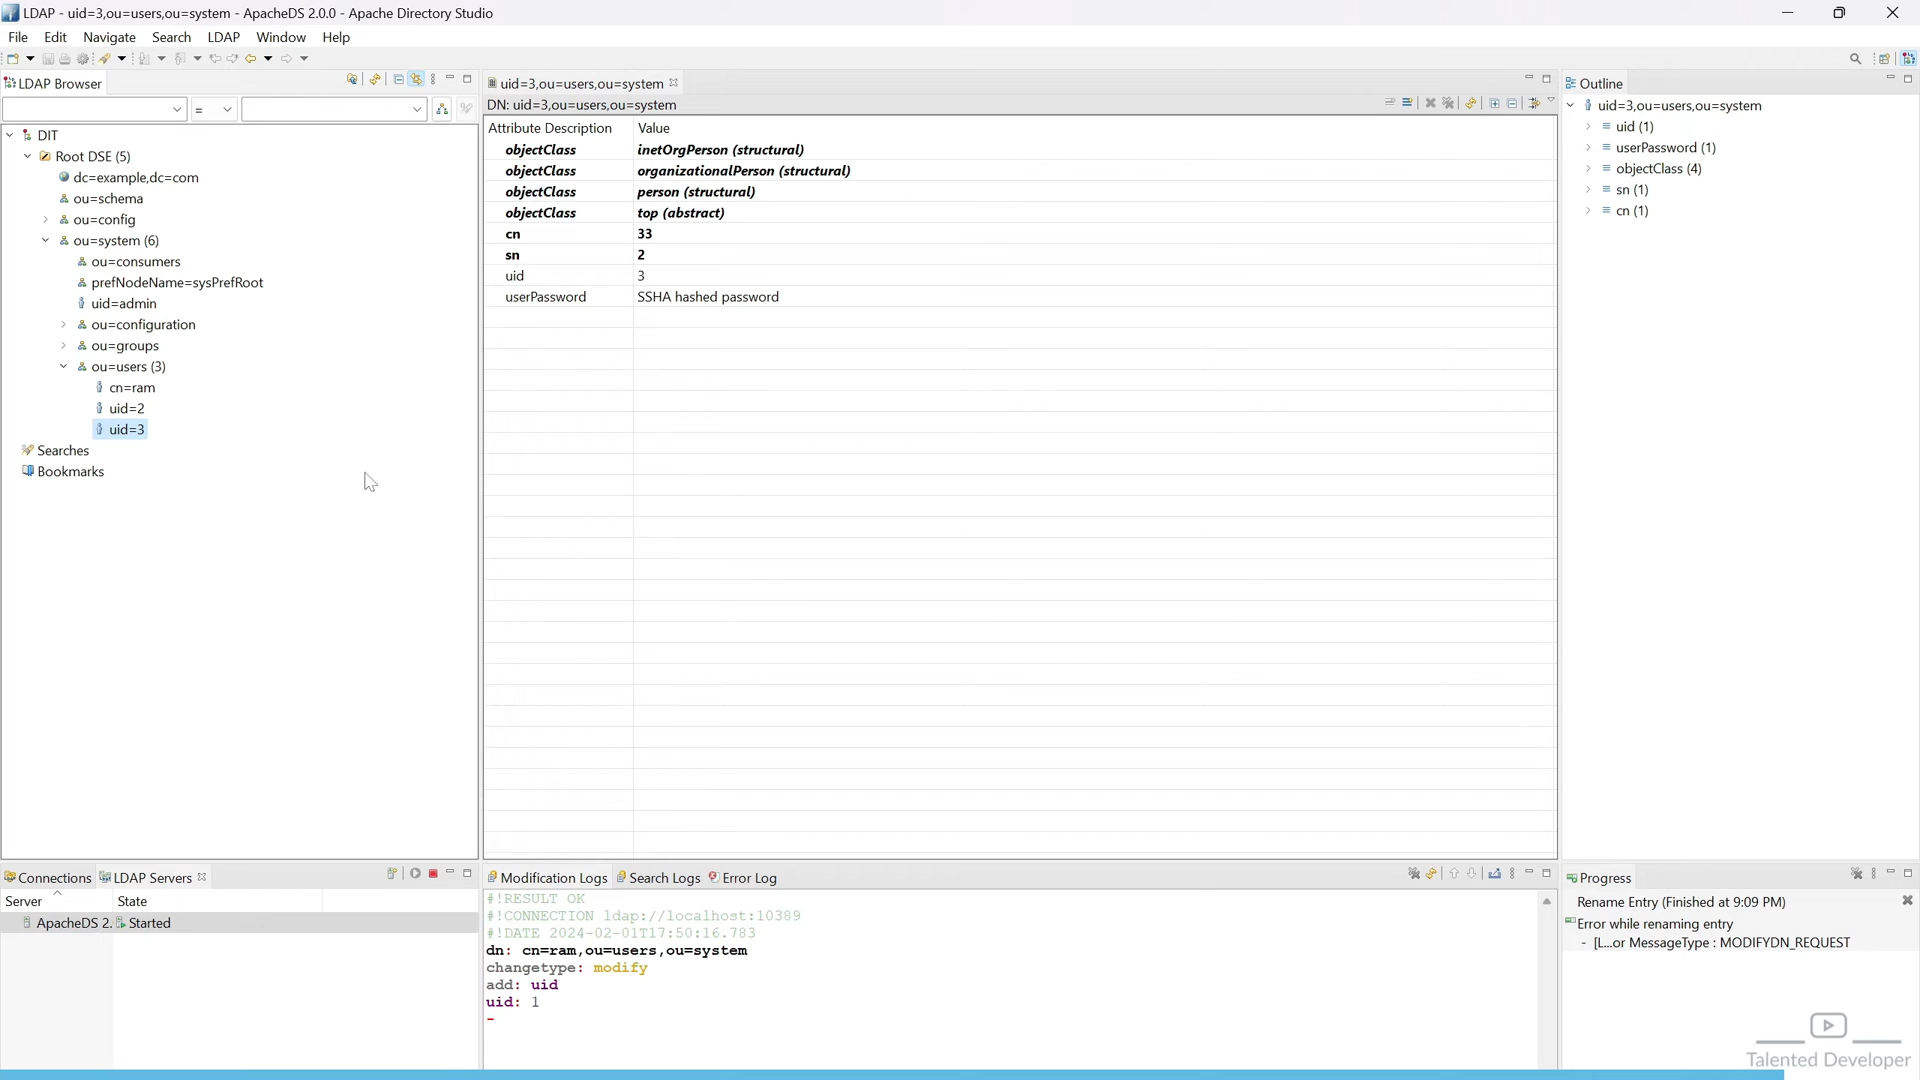 LDAP - uid=3,ou=users,ou=system - ApacheDS 2.0.0 - Apache Directory Studio
File Edit Navigate Search LDAP Window Help
LDAP Browser
=
DIT
Root DSE (5)
dc=example,dc=com
ou=schema
ou=config
ou=system (6)
ou=consumers
prefNodeName=sysPrefRoot
uid=admin
ou=configuration
ou=groups
ou=users (3)
cn=ram
uid=2
uid=3
Searches
Bookmarks
uid=3,ou=users,ou=system
DN: uid=3,ou=users,ou=system
Attribute Description Value
objectClass inetOrgPerson (structural)
objectClass organizationalPerson (structural)
objectClass person (structural)
objectClass top (abstract)
cn 33
sn 2
uid 3
userPassword SSHA hashed password
Outline
uid=3,ou=users,ou=system
uid (1)
userPassword (1)
objectClass (4)
sn (1)
cn (1)
Connections LDAP Servers
Server State
ApacheDS 2. Started
Modification Logs Search Logs Error Log
#!RESULT OK
#!CONNECTION ldap://localhost:10389
#!DATE 2024-02-01T17:50:16.783
dn: cn=ram,ou=users,ou=system
changetype: modify
add: uid
uid: 1
-
Progress
Rename Entry (Finished at 9:09 PM)
Error while renaming entry
- [L...or MessageType : MODIFYDN_REQUEST
Talented Developer